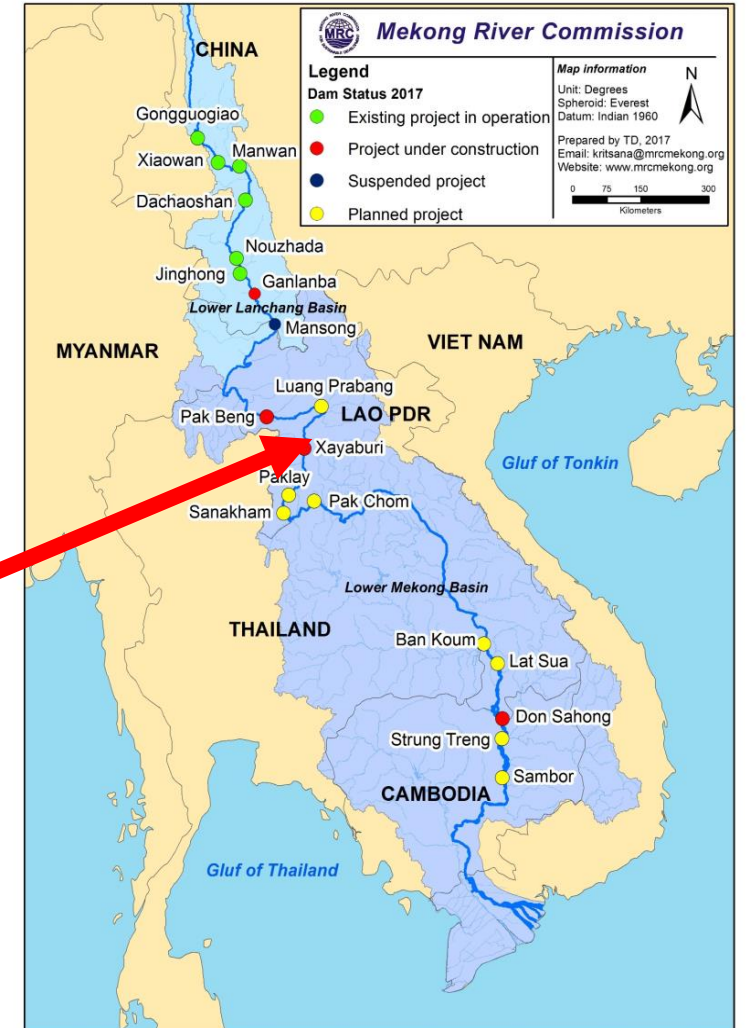 MRC
Mekong River Commission
Legend
Dam Status 2017
Existing project in operation
Project under construction
Suspended project
Planned project
Map information
N
Unit: Degrees
Spheroid: Everest
Datum: Indian 1960
Prepared by TD, 2017
Email: kritsana@mrcmekong.org
Website: www.mrcmekong.org
0 75 150 300
Kilometers
CHINA
Gongguogiao
Xiaowan
Manwan
Dachaoshan
Nouzhada
Jinghong
Ganlanba
Lower Lanchang Basin
Mansong
MYANMAR
VIET NAM
Luang Prabang
Pak Beng
LAO PDR
Xayaburi
Gluf of Tonkin
Paklay
Pak Chom
Sanakham
Lower Mekong Basin
THAILAND
Ban Koum
Lat Sua
Don Sahong
Strung Treng
Sambor
CAMBODIA
Gluf of Thailand